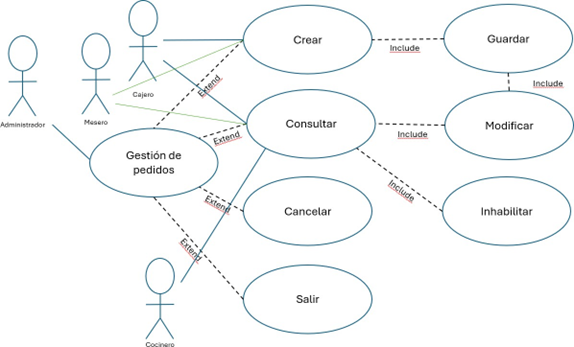 Crear
Include
Guardar
Include
Cajero
Mesero
Administrador
Extend
Extend
Consultar
Include
Modificar
Gestión de
pedidos
Include
Inhabilitar
Extend
Cancelar
Extend
Salir
Cocinero